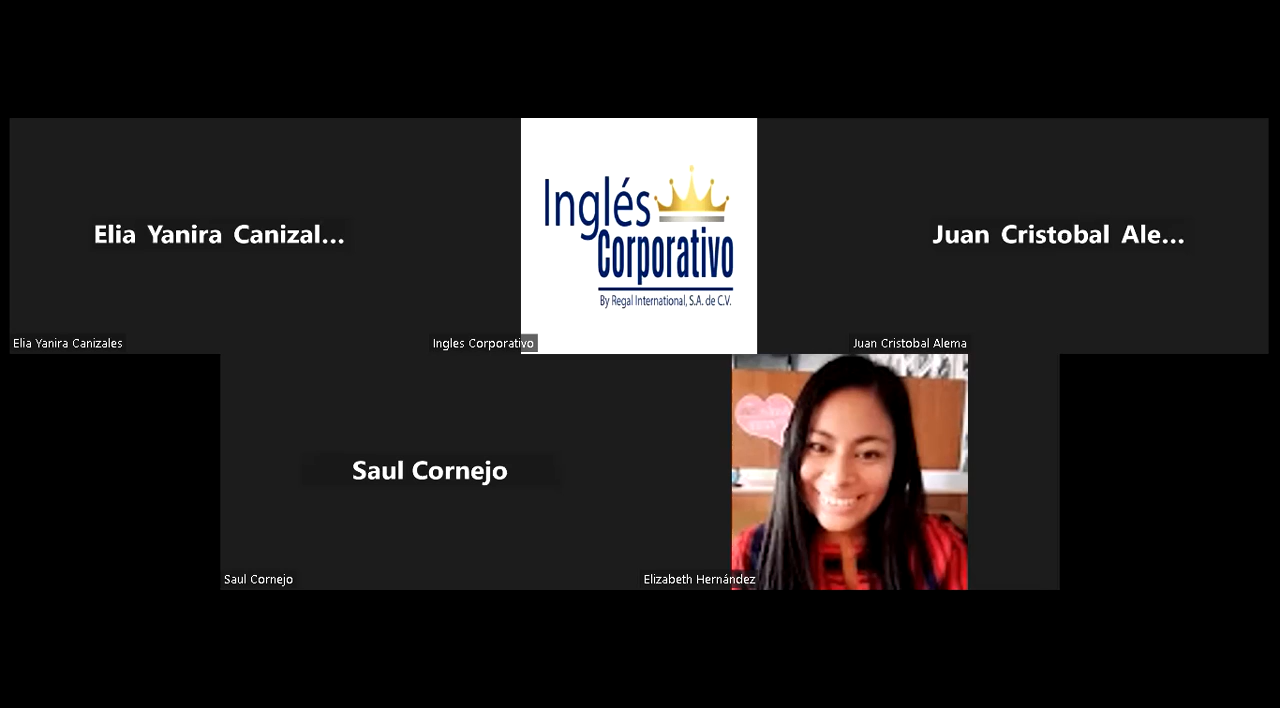 Elia Yanira Canizal...
Elia Yanira Canizales
Inglés
Corporativo
By Regal International, S.A. de C.V.
Ingles Corporativo
Juan Cristobal Ale...
Juan Cristobal Alema
Saul Cornejo
Saul Cornejo
Elizabeth Hernández